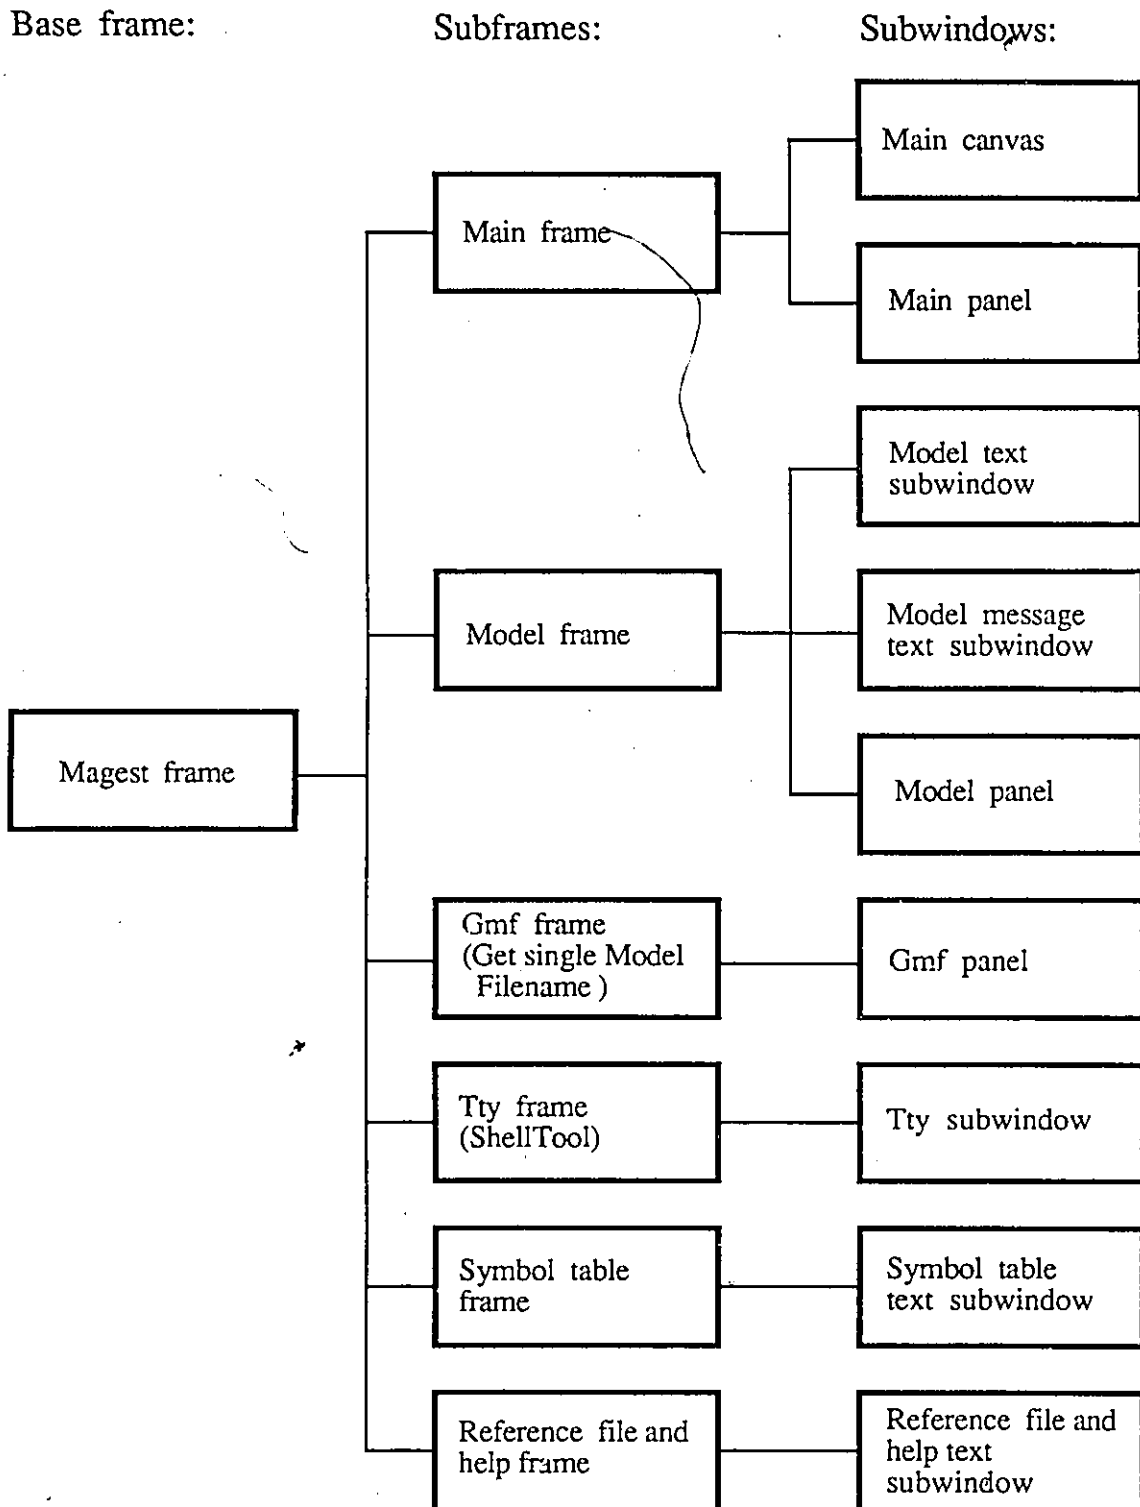 Base frame:
Subframes:
Subwindows:
Main canvas
Main frame
Main panel
Model text
subwindow
Model frame
Model message
text subwindow
Magest frame
Model panel
Gmf frame
(Get single Model
Filename)
Gmf panel
Tty frame
(ShellTool)
Tty subwindow
Symbol table
frame
Symbol table
text subwindow
Reference file and
help frame
Reference file and
help text
subwindow